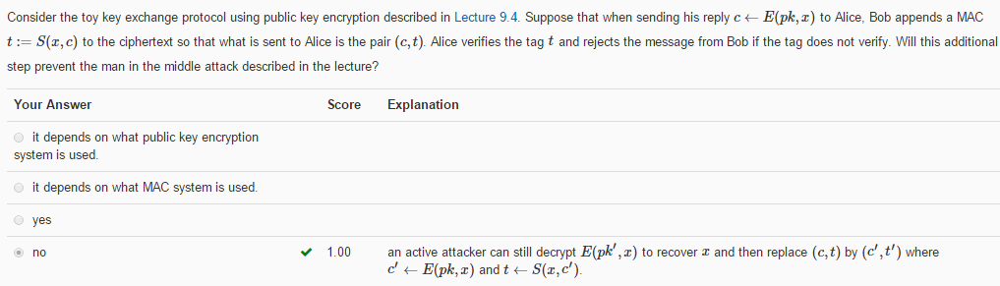 Consider the toy key exchange protocol using public key encryption described in Lecture 9.4. Suppose that when sending his reply c ← E(pk, x) to Alice, Bob appends a MAC
t := S(x, c) to the ciphertext so that what is sent to Alice is the pair (c, t). Alice verifies the tag t and rejects the message from Bob if the tag does not verify. Will this additional
step prevent the man in the middle attack described in the lecture?
Your Answer Score Explanation
it depends on what public key encryption
system is used.
it depends on what MAC system is used.
yes
no ✔ 1.00 an active attacker can still decrypt E(pk′, x) to recover x and then replace (c, t) by (c′, t′) where
c′ ← E(pk, x) and t ← S(x, c′).